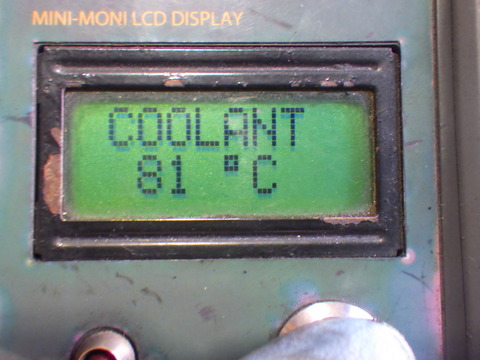 MINI-MONI LCD DISPLAY
COOLANT
81 °C